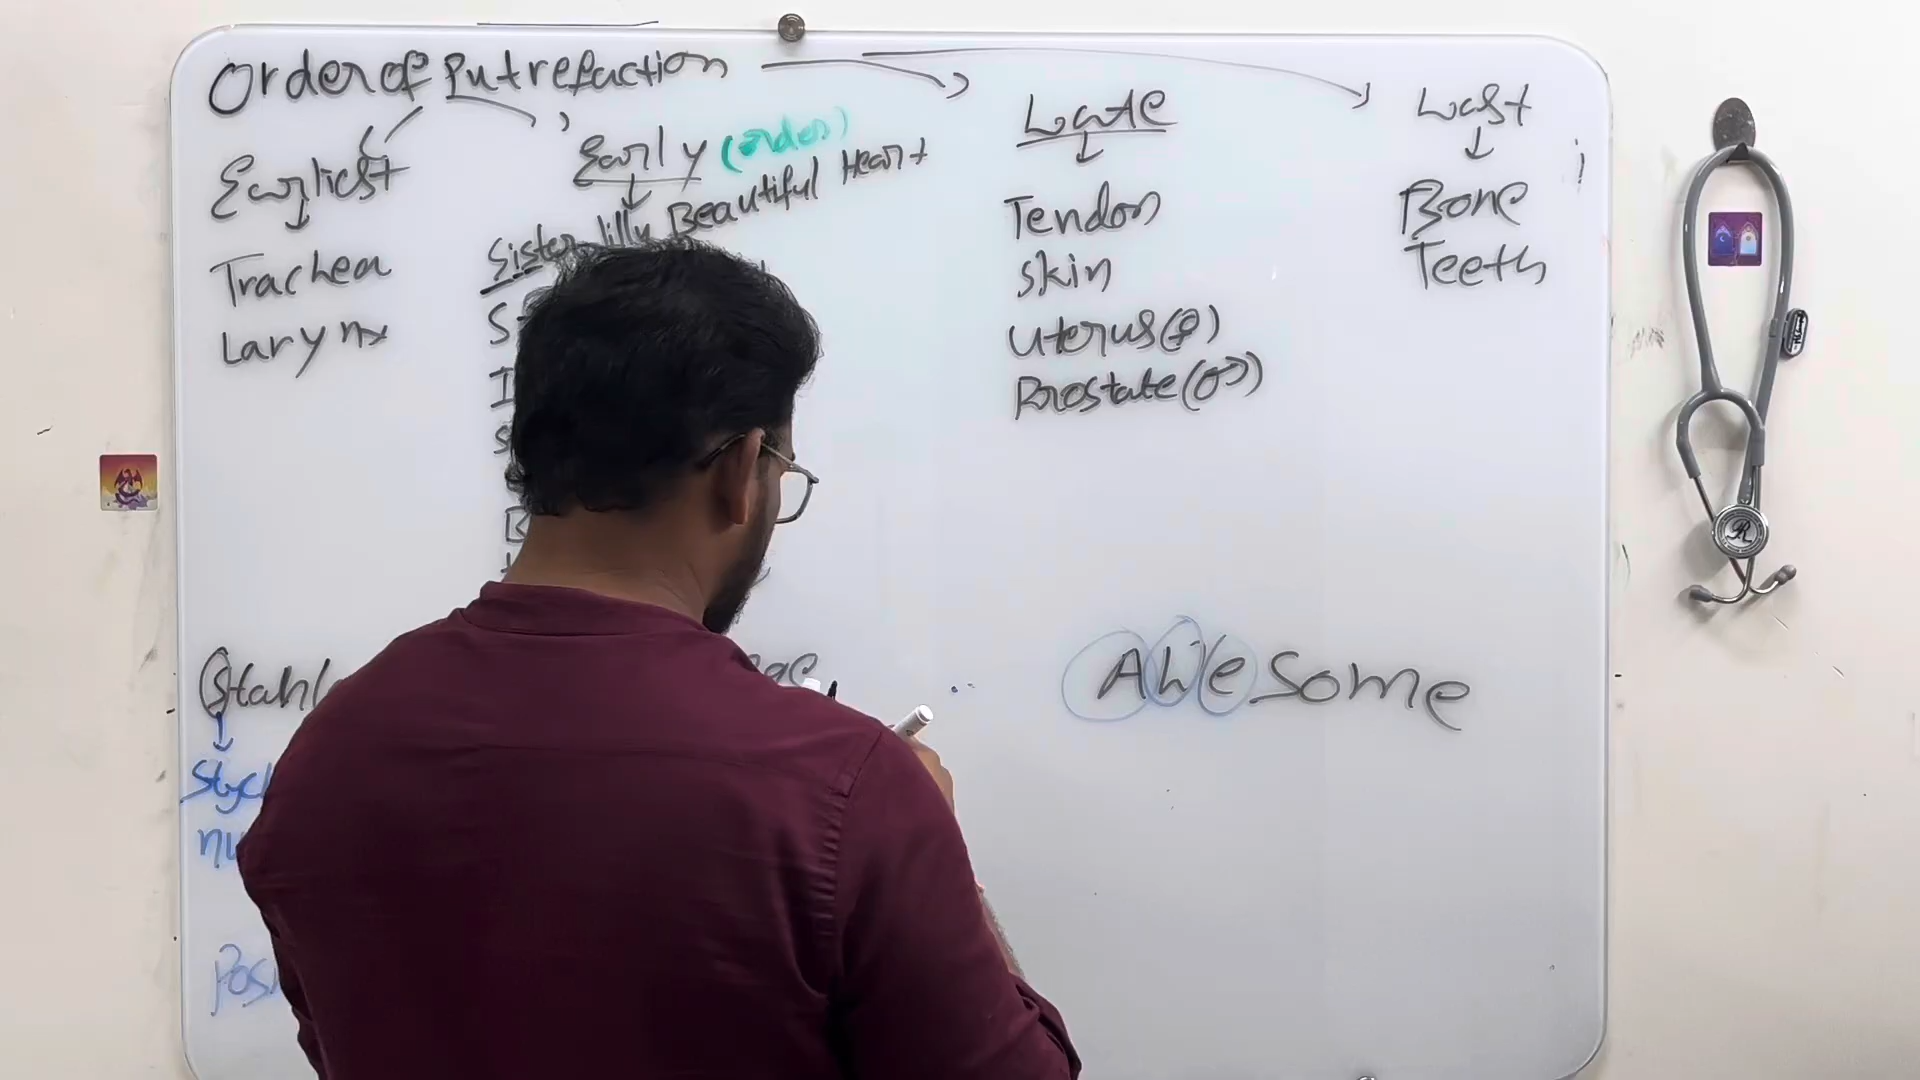 Order of Putrefaction
Earliest
Trachea
Larynx
Early (order)
Sister lilly Beautiful Heart
S
I
S
B
Late
Tendon
Skin
Uterus(♀)
Prostate(♂)
Last
Bone
Teeth
Stahl
AWESome